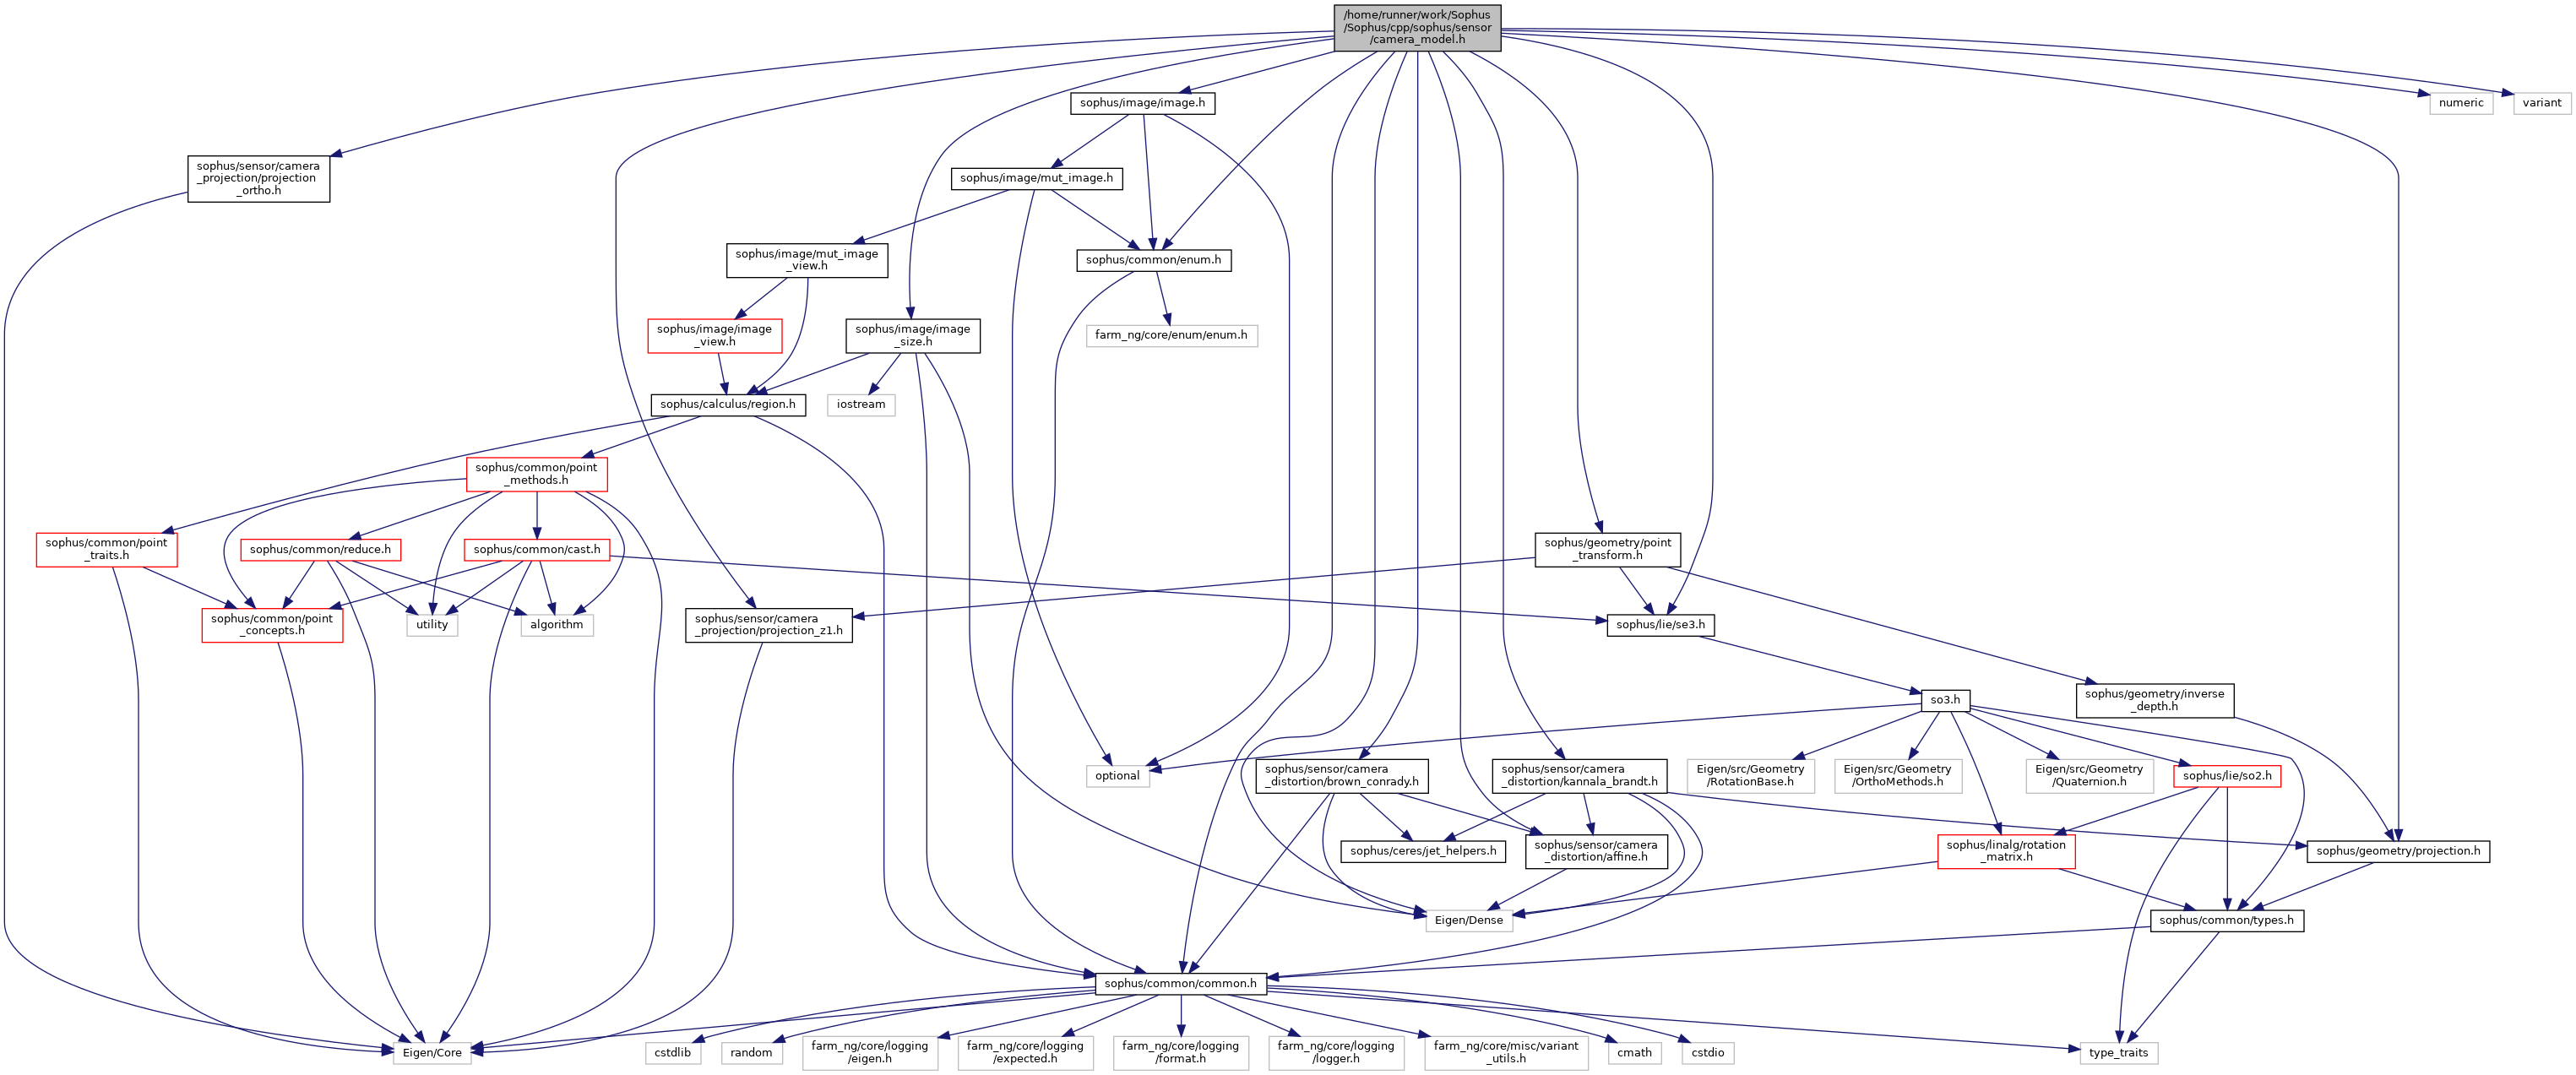 /home/runner/work/Sophus
/Sophus/cpp/sophus/sensor
/camera_model.h
sophus/image/image.h
numeric
variant
sophus/sensor/camera
_projection/projection
_ortho.h
sophus/image/mut_image.h
sophus/image/mut_image
_view.h
sophus/common/enum.h
sophus/image/image
_view.h
sophus/image/image
_size.h
farm_ng/core/enum/enum.h
sophus/calculus/region.h
iostream
sophus/common/point
_methods.h
sophus/common/point
_traits.h
sophus/common/reduce.h
sophus/common/cast.h
sophus/geometry/point
_transform.h
sophus/common/point
_concepts.h
utility
algorithm
sophus/sensor/camera
_projection/projection_z1.h
sophus/lie/se3.h
so3.h
sophus/geometry/inverse
_depth.h
optional
sophus/sensor/camera
_distortion/brown_conrady.h
sophus/sensor/camera
_distortion/kannala_brandt.h
Eigen/src/Geometry
/RotationBase.h
Eigen/src/Geometry
/OrthoMethods.h
Eigen/src/Geometry
/Quaternion.h
sophus/lie/so2.h
sophus/ceres/jet_helpers.h
sophus/sensor/camera
_distortion/affine.h
sophus/linalg/rotation
_matrix.h
sophus/geometry/projection.h
Eigen/Dense
sophus/common/types.h
sophus/common/common.h
Eigen/Core
cstdlib
random
farm_ng/core/logging
/eigen.h
farm_ng/core/logging
/expected.h
farm_ng/core/logging
/format.h
farm_ng/core/logging
/logger.h
farm_ng/core/misc/variant
_utils.h
cmath
cstdio
type_traits